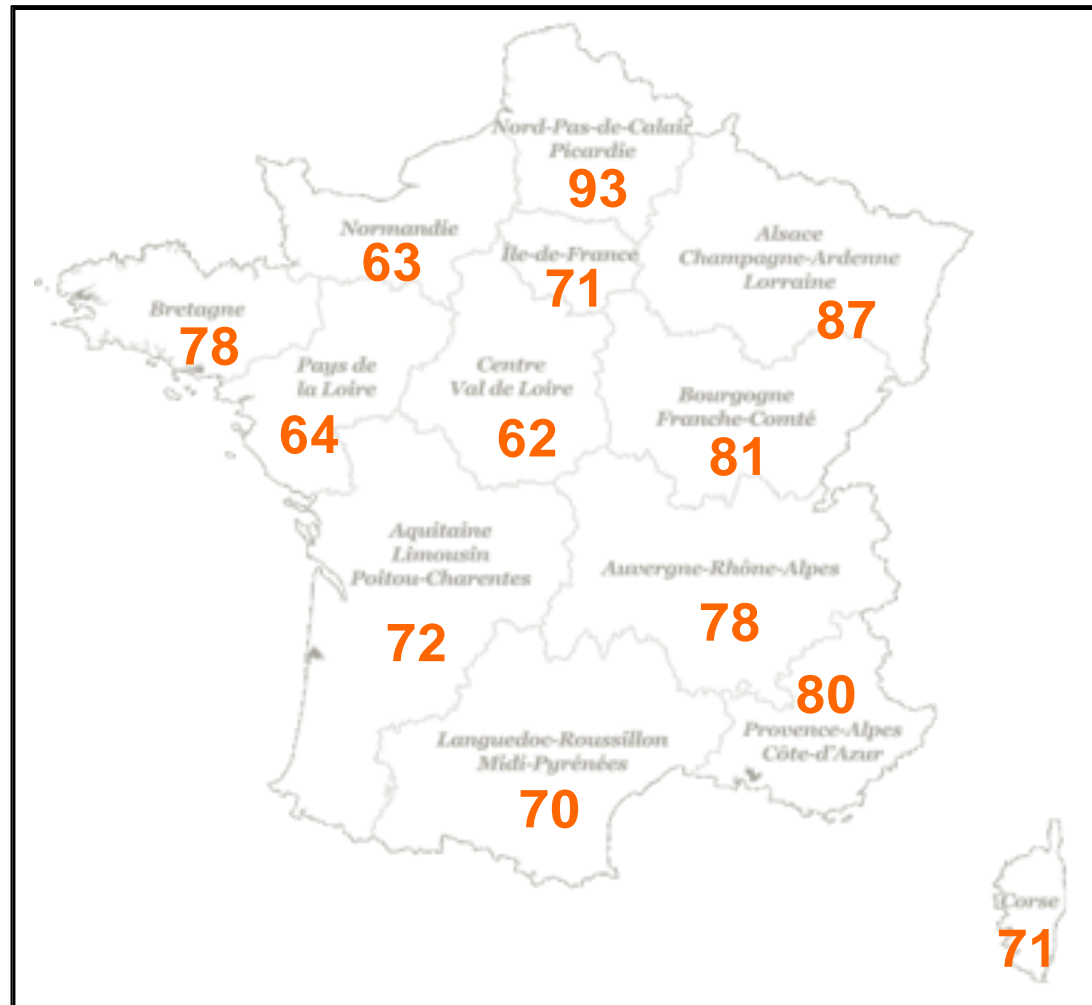 Nord-Pas-de-Calais
Picardie
93
Normandie
63
Île-de-France
71
Alsace
Champagne-Ardenne
Lorraine
87
Bretagne
78
Pays de
la Loire
64
Centre
Val de Loire
62
Bourgogne
Franche-Comté
81
Aquitaine
Limousin
Poitou-Charentes
72
Auvergne-Rhône-Alpes
78
80
Provence-Alpes
Côte-d'Azur
Languedoc-Roussillon
Midi-Pyrénées
70
Corse
71